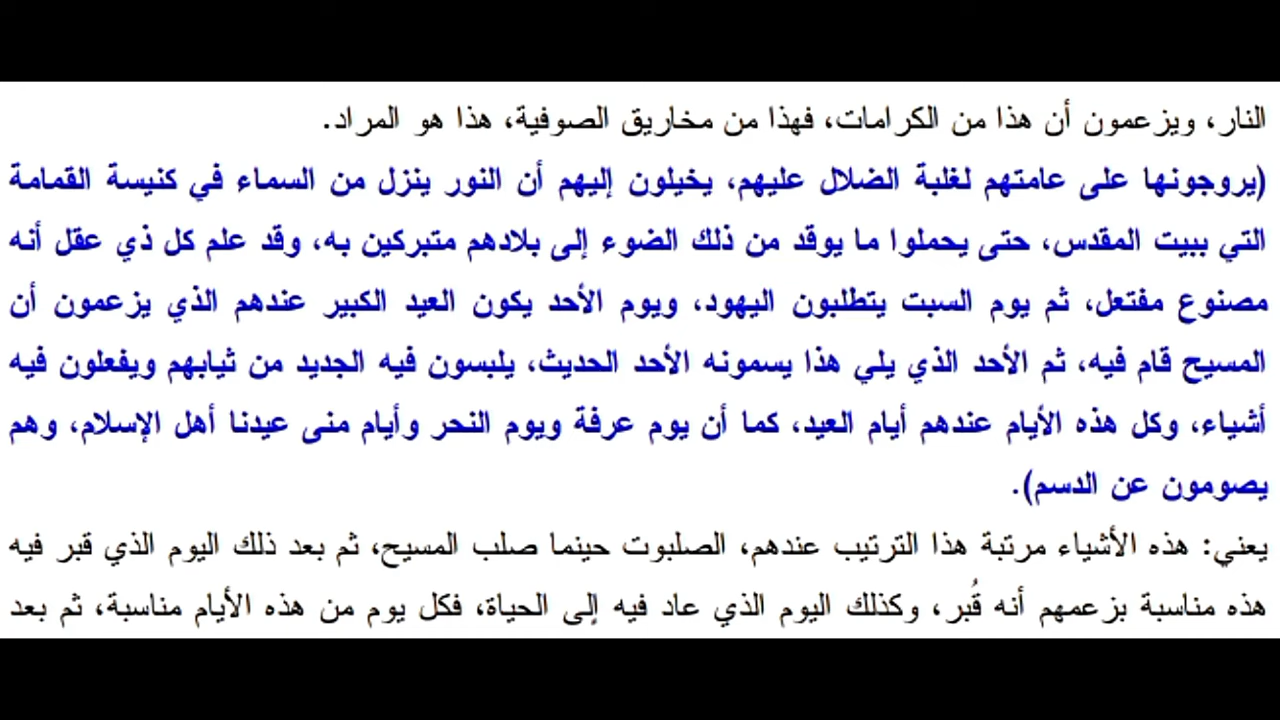 النار، ويزعمون أن هذا من الكرامات، فهذا من مخاريق الصوفية، هذا هو المراد.
(يروجونها على عامتهم لغلبة الضلال عليهم، يخيلون إليهم أن النور ينزل من السماء في كنيسة القمامة
التي ببيت المقدس، حتى يحملوا ما يوقد من ذلك الضوء إلى بلادهم متبركين به، وقد علم كل ذي عقل أنه
مصنوع مفتعل، ثم يوم السبت يتطلبون اليهود، ويوم الأحد يكون العيد الكبير عندهم الذي يزعمون أن
المسيح قام فيه، ثم الأحد الذي يلي هذا يسمونه الأحد الحديث، يلبسون فيه الجديد من ثيابهم ويفعلون فيه
أشياء، وكل هذه الأيام عندهم أيام العيد، كما أن يوم عرفة ويوم النحر وأيام منى عيدنا أهل الإسلام، وهم
يصومون عن الدسم).
يعني: هذه الأشياء مرتبة هذا الترتيب عندهم، الصلبوت حينما صلب المسيح، ثم بعد ذلك اليوم الذي قبر فيه
هذه مناسبة بزعمهم أنه قُبر، وكذلك اليوم الذي عاد فيه إلى الحياة، فكل يوم من هذه الأيام مناسبة، ثم بعد